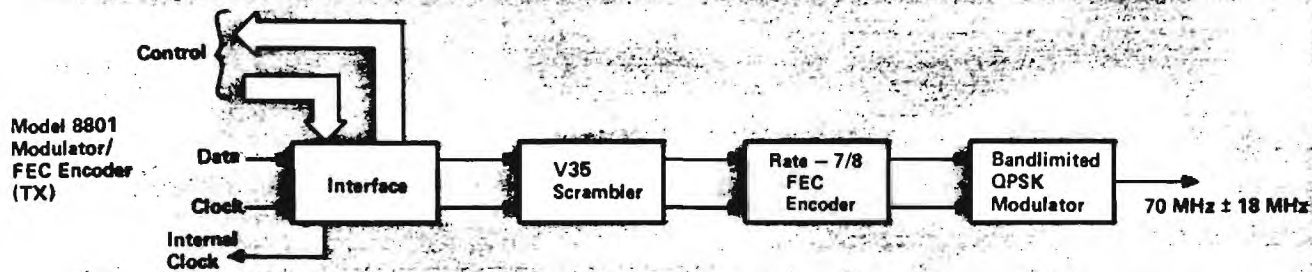 Control
Model 8801
Modulator/
FEC Encoder
(TX)
Data
Clock
Internal
Clock
Interface
V35
Scrambler
Rate – 7/8
FEC
Encoder
Bandlimited
QPSK
Modulator
70 MHz ± 18 MHz